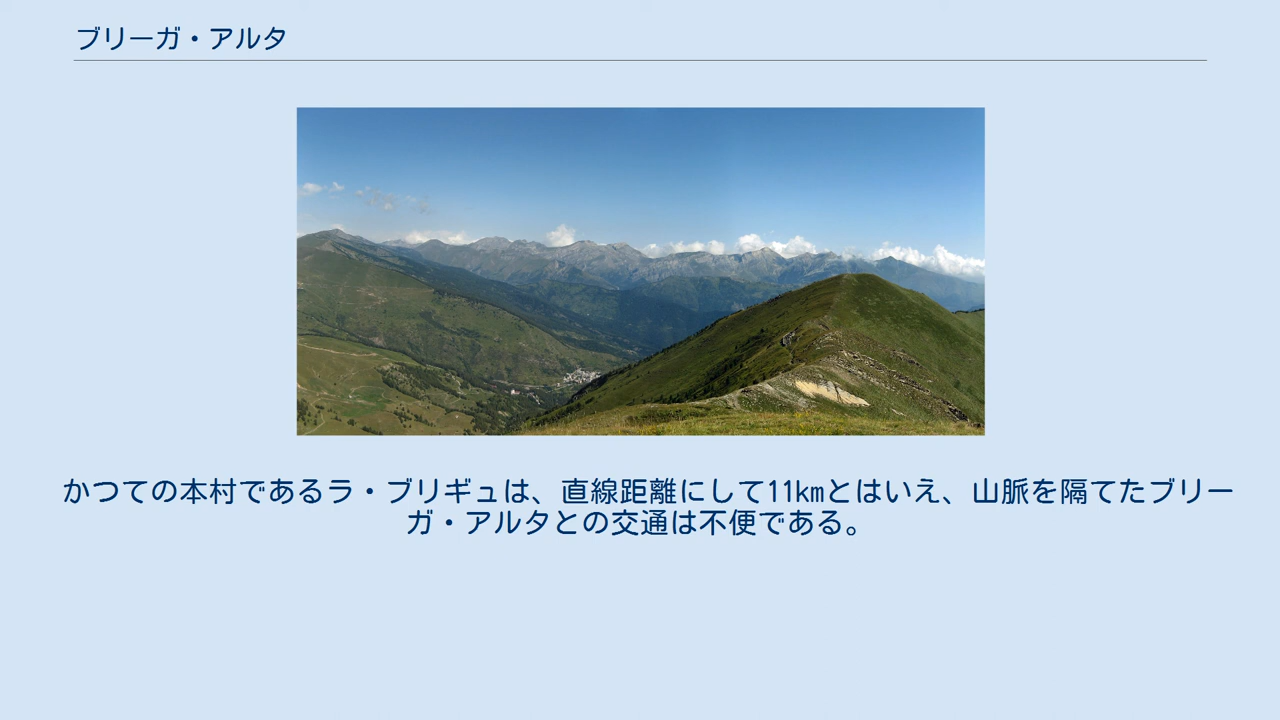 ブリーガ・アルタ
かつての本村であるラ・ブリギュは、直線距離にして11kmとはいえ、山脈を隔てたブリー
ガ・アルタとの交通は不便である。